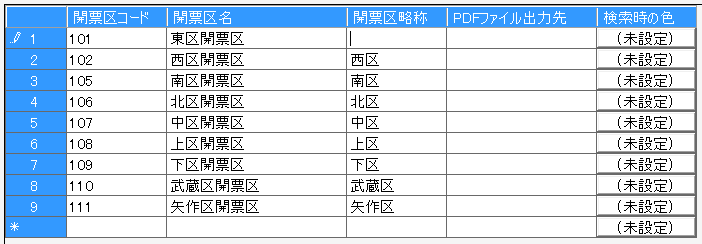 開票区コード 開票区名 開票区略称 PDFファイル出力先 検索時の色
1 101 東区開票区 (未設定)
2 102 西区開票区 西区 (未設定)
3 105 南区開票区 南区 (未設定)
4 106 北区開票区 北区 (未設定)
5 107 中区開票区 中区 (未設定)
6 108 上区開票区 上区 (未設定)
7 109 下区開票区 下区 (未設定)
8 110 武蔵区開票区 武蔵区 (未設定)
9 111 矢作区開票区 矢作区 (未設定)
* (未設定)